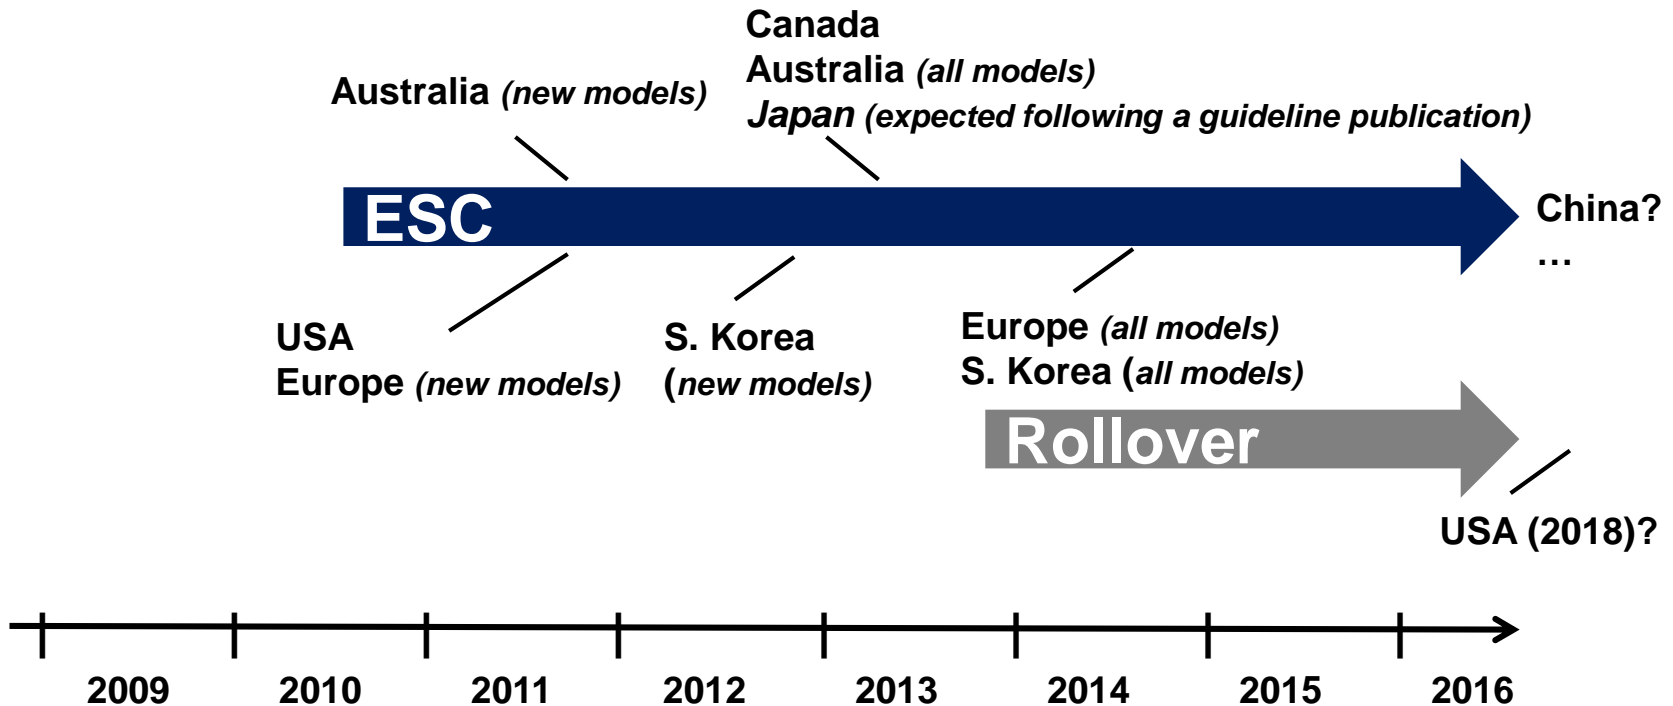 Canada
Australia (all models)
Japan (expected following a guideline publication)
Australia (new models)
ESC
China?
…
USA
Europe (new models)
S. Korea
(new models)
Europe (all models)
S. Korea (all models)
Rollover
USA (2018)?
2009 2010 2011 2012 2013 2014 2015 2016